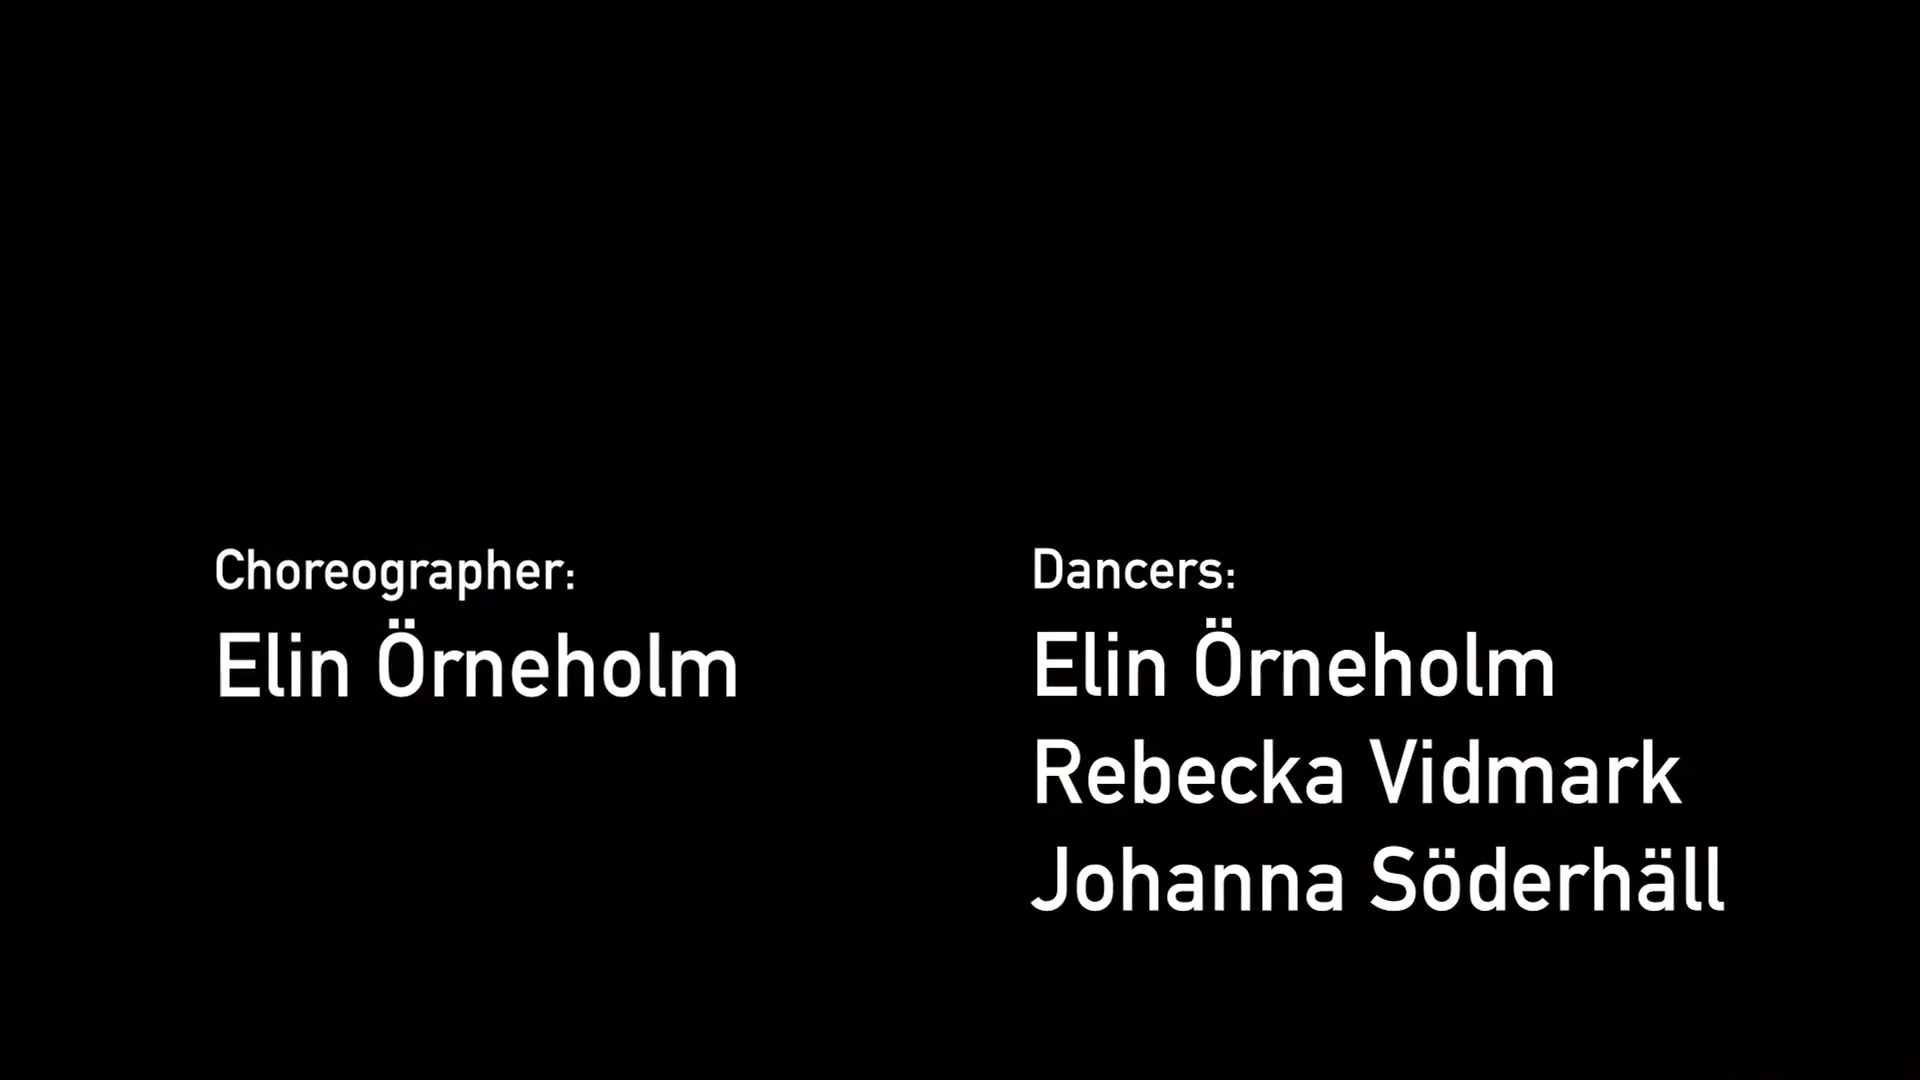 Choreographer:
Elin Örneholm
Dancers:
Elin Örneholm
Rebecka Vidmark
Johanna Söderhäll